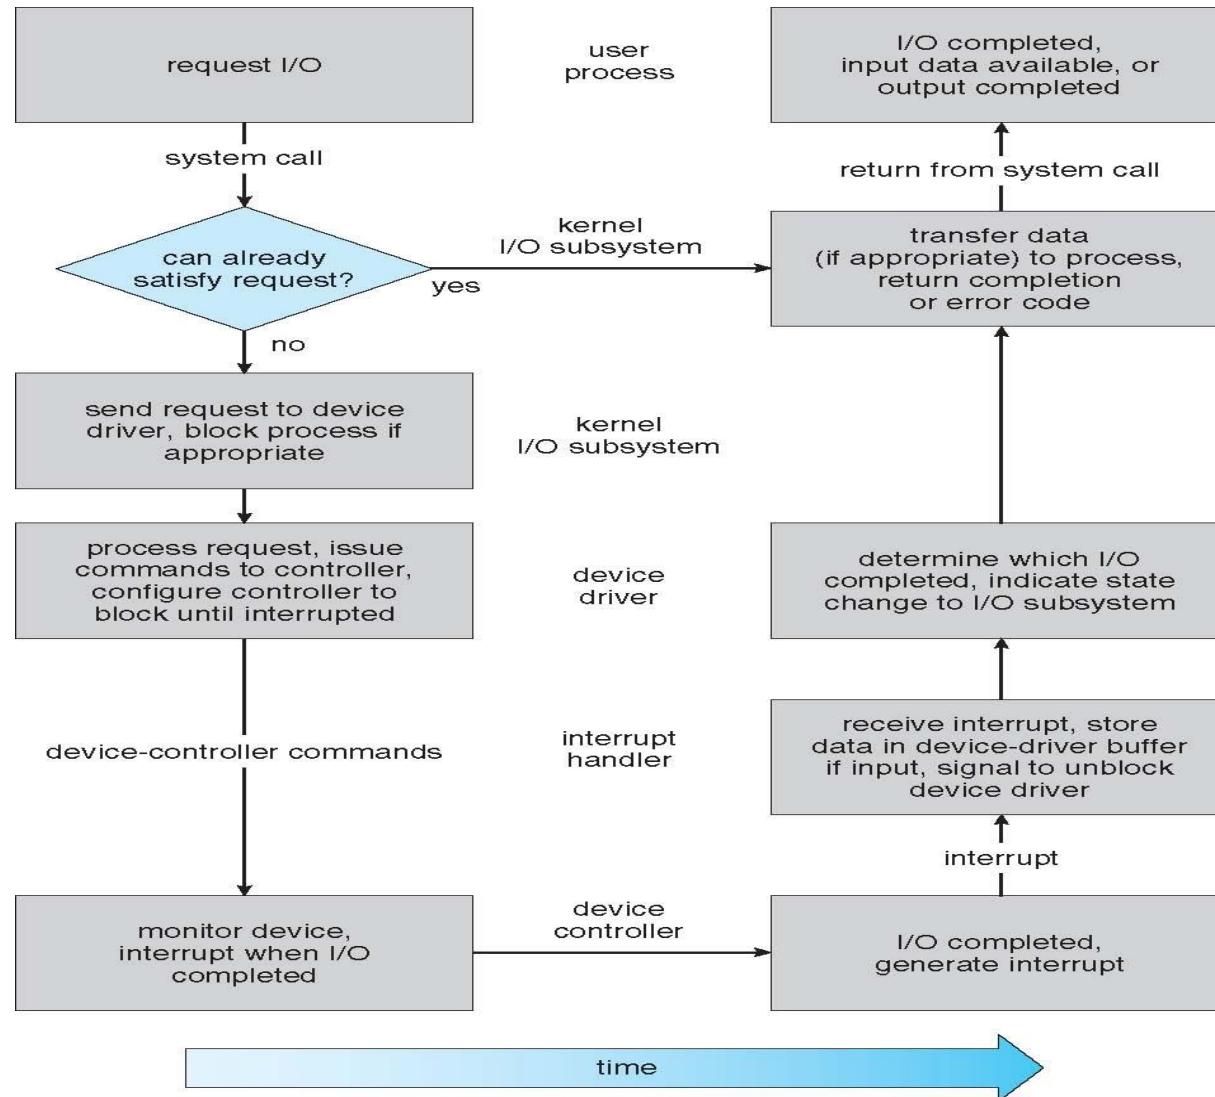 request I/O
user
process
I/O completed,
input data available, or
output completed
system call
return from system call
can already
satisfy request?
kernel
I/O subsystem
yes
transfer data
(if appropriate) to process,
return completion
or error code
no
send request to device
driver, block process if
appropriate
kernel
I/O subsystem
process request, issue
commands to controller,
configure controller to
block until interrupted
device
driver
determine which I/O
completed, indicate state
change to I/O subsystem
device-controller commands
interrupt
handler
receive interrupt, store
data in device-driver buffer
if input, signal to unblock
device driver
interrupt
monitor device,
interrupt when I/O
completed
device
controller
I/O completed,
generate interrupt
time